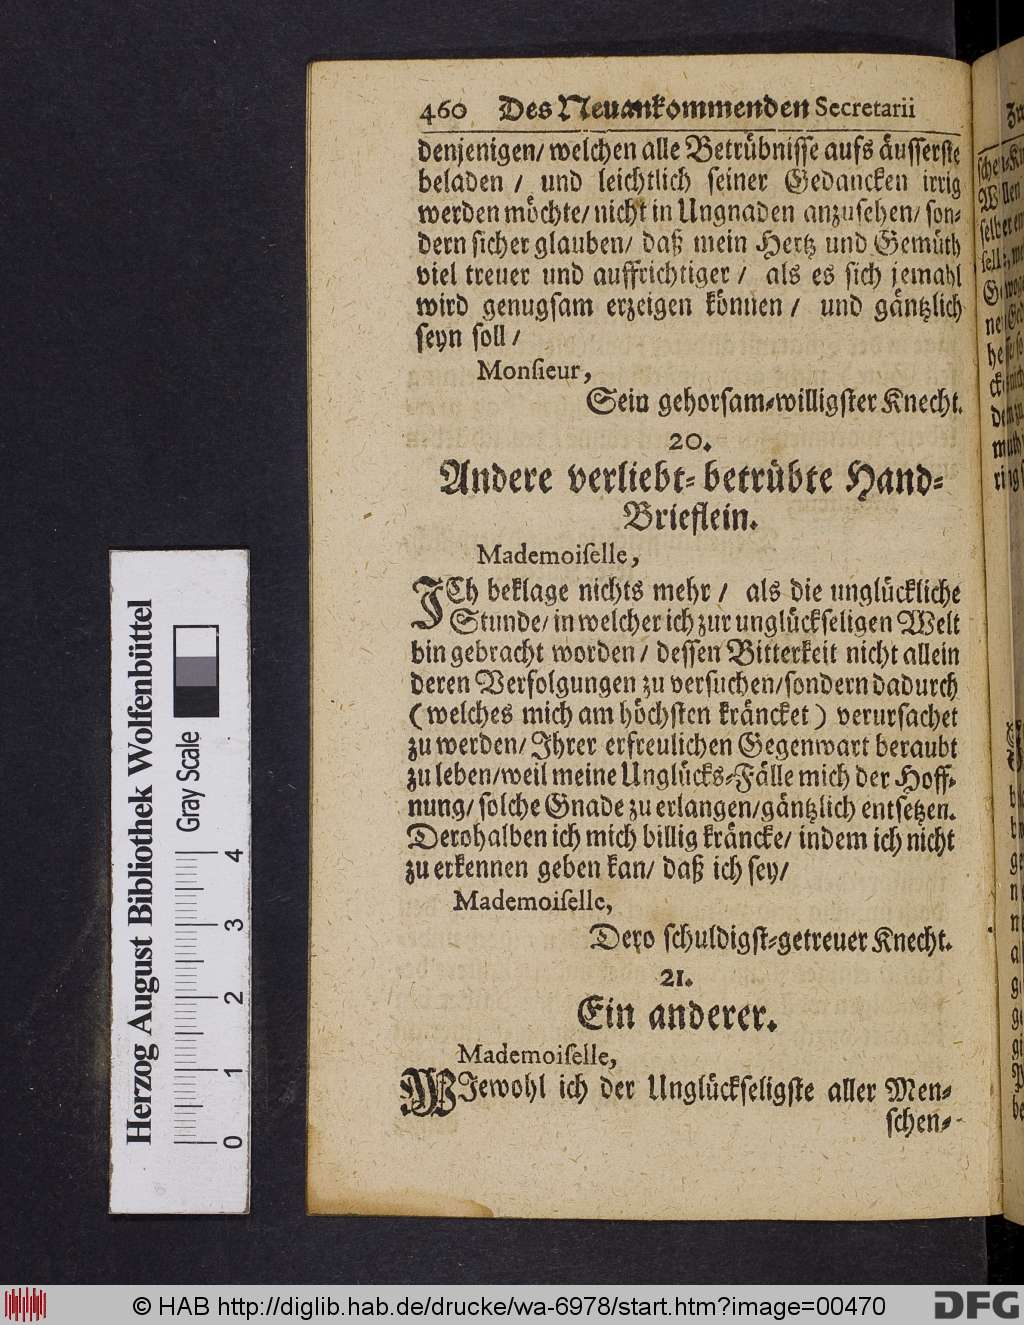 460 Des Neuankommenden Secretarii
denjenigen/ welchen alle Betrübnisse aufs äusserste
beladen / und leichtlich seiner Gedancken irrig
werden möchte/ nicht in Ungnaden anzusehen/ son-
dern sicher glauben/ daß mein Hertz und Gemüth
viel treuer und auffrichtiger / als es sich jemahl
wird genugsam erzeigen können / und gäntzlich
seyn soll /
Monsieur,
Sein gehorsam-williġster Knecht.
20.
Andere verliebt-betrübte Hand-
Brieflein.
Mademoiselle,
ICh beklage nichts mehr / als die unglückliche
Stunde/ in welcher ich zur unglückseligen Welt
bin gebracht worden / dessen Bitterkeit nicht allein
deren Verfolgungen zu versuchen/sondern dadurch
(welches mich am höchsten kräncket) verursachet
zu werden/ Ihrer erfreulichen Gegenwart beraubt
zu leben/weil meine Unglücks-Fälle mich der Hoff-
nung/ solche Gnade zu erlangen/gäntzlich entsetzen.
Derohalben ich mich billig kräncke/ indem ich nicht
zu erkennen geben kan/ daß ich sey/
Mademoiselle,
Dero schuldigst-getreuer Knecht.
21.
Ein anderer.
Mademoiselle,
WIewohl ich der Unglückseligste aller Men-
schen-
Herzog August Bibliothek Wolfenbüttel
Gray Scale
0 1 2 3 4
© HAB http://diglib.hab.de/drucke/wa-6978/start.htm?image=00470
DFG